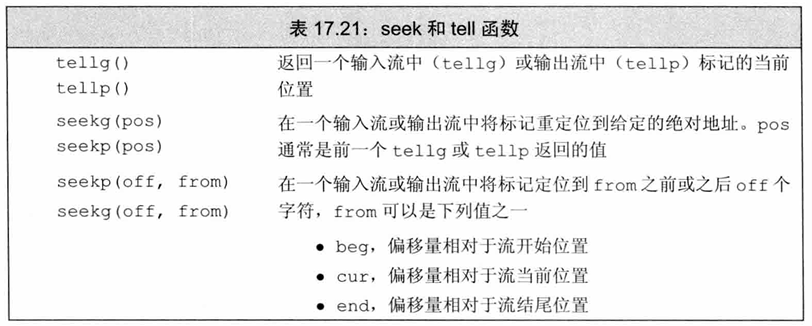 表 17.21：seek 和 tell 函数
tellg() 返回一个输入流中（tellg）或输出流中（tellp）标记的当前
tellp() 位置
seekg(pos) 在一个输入流或输出流中将标记重定位到给定的绝对地址。pos
seekp(pos) 通常是前一个 tellg 或 tellp 返回的值
seekp(off, from) 在一个输入流或输出流中将标记定位到 from 之前或之后 off 个
seekg(off, from) 字符，from 可以是下列值之一
● beg，偏移量相对于流开始位置
● cur，偏移量相对于流当前位置
● end，偏移量相对于流结尾位置